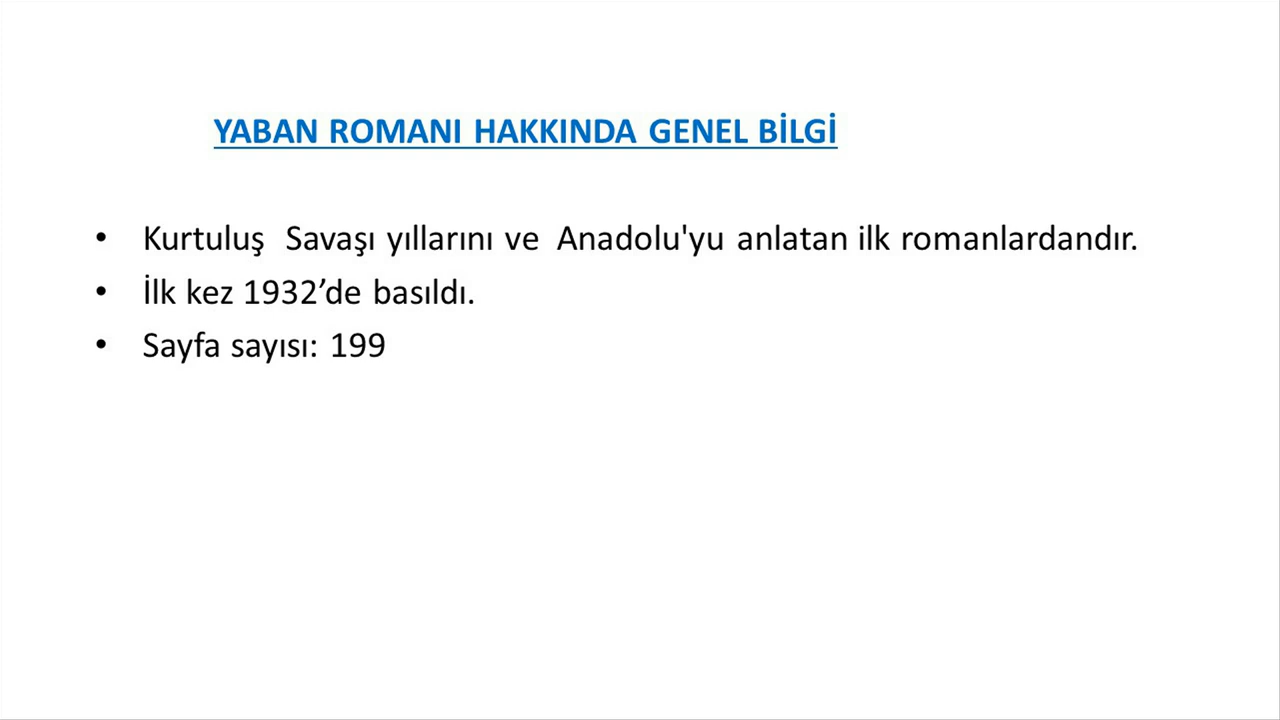 YABAN ROMANI HAKKINDA GENEL BİLGİ
• Kurtuluş  Savaşı yıllarını ve  Anadolu'yu anlatan ilk romanlardandır.
• İlk kez 1932’de basıldı.
• Sayfa sayısı: 199